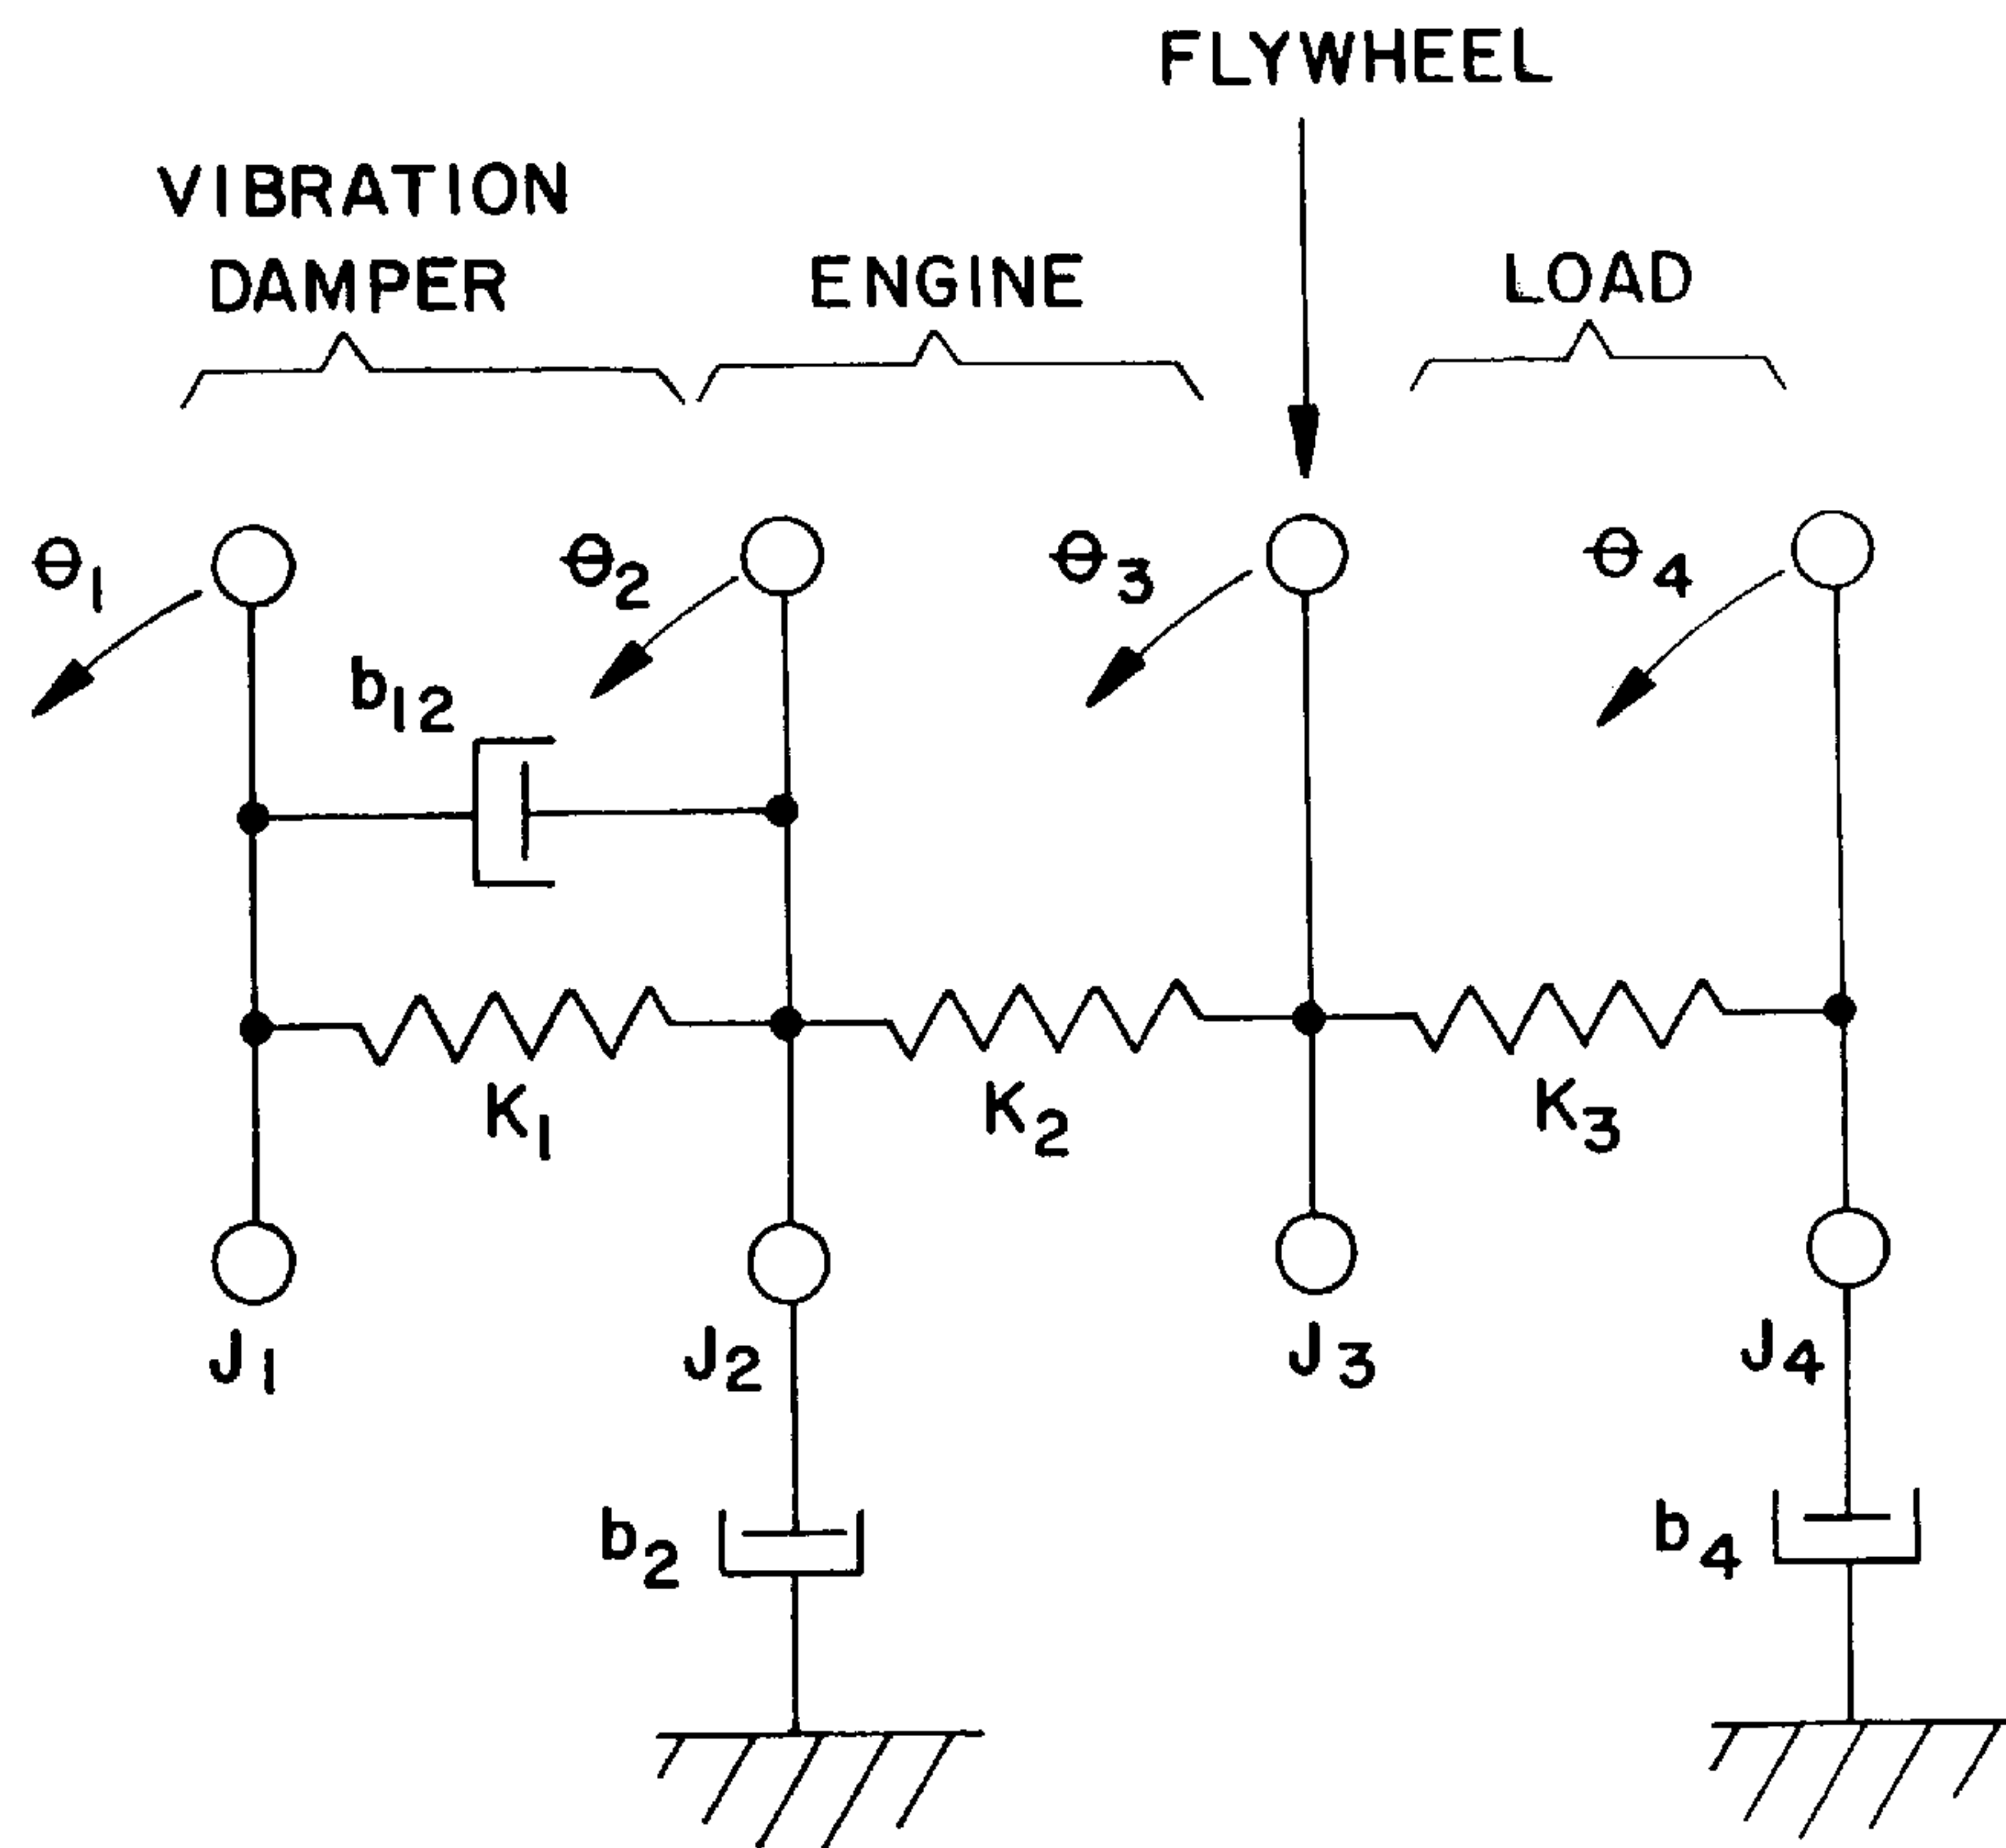 FLYWHEEL
VIBRATION
DAMPER
ENGINE
LOAD
θ1
θ2
θ3
θ4
b12
K1
K2
K3
J1
J2
J3
J4
b2
b4